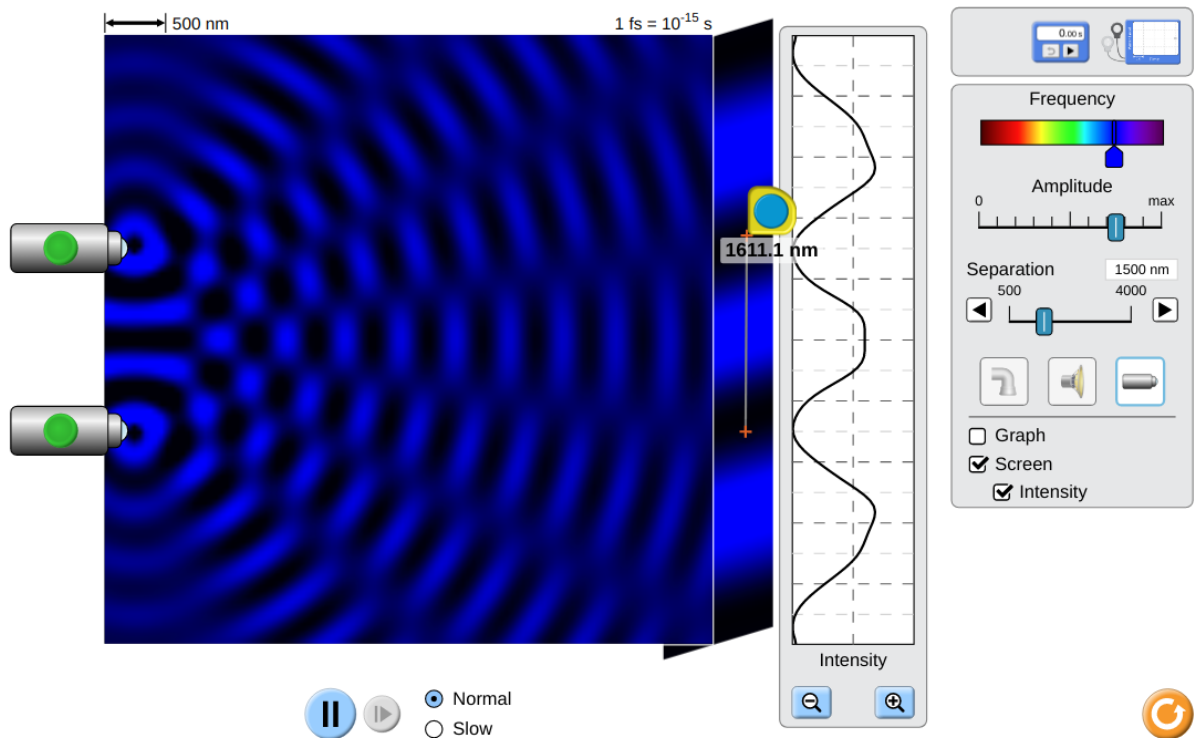 500 nm
1 fs = 10⁻¹⁵ s
1611.1 nm
Intensity
Normal
Slow
0.00 s
Frequency
Amplitude
0 max
Separation 1500 nm
500 4000
Graph
Screen
Intensity